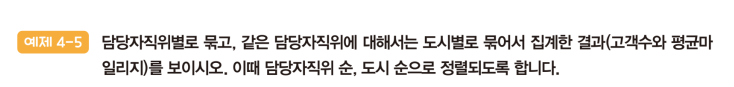 예제 4-5 담당자직위별로 묶고, 같은 담당자직위에 대해서는 도시별로 묶어서 집계한 결과(고객수와 평균마
일리지)를 보이시오. 이때 담당자직위 순, 도시 순으로 정렬되도록 합니다.